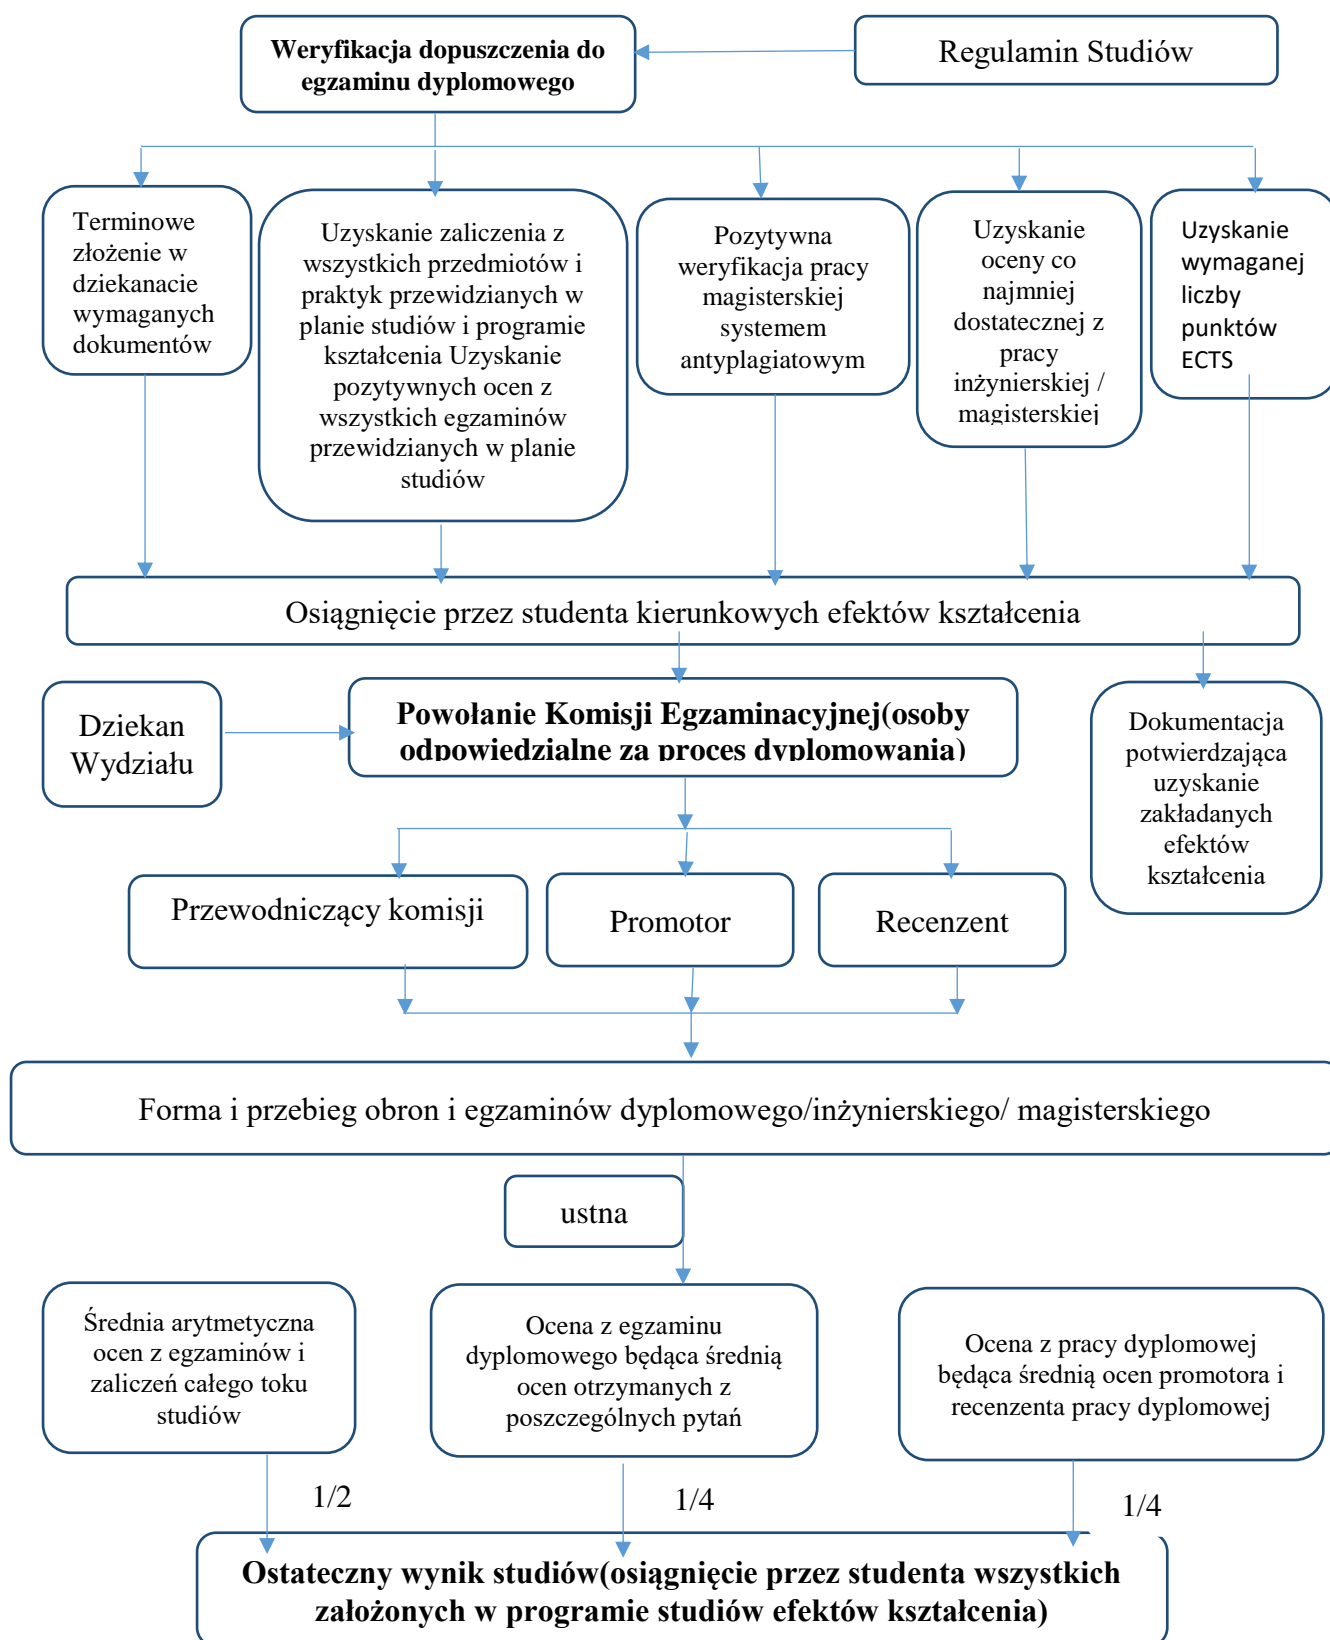 Weryfikacja dopuszczenia do
egzaminu dyplomowego
Regulamin Studiów
Terminowe
złożenie w
dziekanacie
wymaganych
dokumentów
Uzyskanie zaliczenia z
wszystkich przedmiotów i
praktyk przewidzianych w
planie studiów i programie
kształcenia Uzyskanie
pozytywnych ocen z
wszystkich egzaminów
przewidzianych w planie
studiów
Pozytywna
weryfikacja pracy
magisterskiej
systemem
antyplagiatowym
Uzyskanie
oceny co
najmniej
dostatecznej z
pracy
inżynierskiej /
magisterskiej
Uzyskanie
wymaganej
liczby
punktów
ECTS
Osiągnięcie przez studenta kierunkowych efektów kształcenia
Dziekan
Wydziału
Powołanie Komisji Egzaminacyjnej(osoby
odpowiedzialne za proces dyplomowania)
Dokumentacja
potwierdzająca
uzyskanie
zakładanych
efektów
kształcenia
Przewodniczący komisji
Promotor
Recenzent
Forma i przebieg obron i egzaminów dyplomowego/inżynierskiego/ magisterskiego
ustna
Średnia arytmetyczna
ocen z egzaminów i
zaliczeń całego toku
studiów
Ocena z egzaminu
dyplomowego będąca średnią
ocen otrzymanych z
poszczególnych pytań
Ocena z pracy dyplomowej
będąca średnią ocen promotora i
recenzenta pracy dyplomowej
1/2
1/4
1/4
Ostateczny wynik studiów(osiągnięcie przez studenta wszystkich
założonych w programie studiów efektów kształcenia)